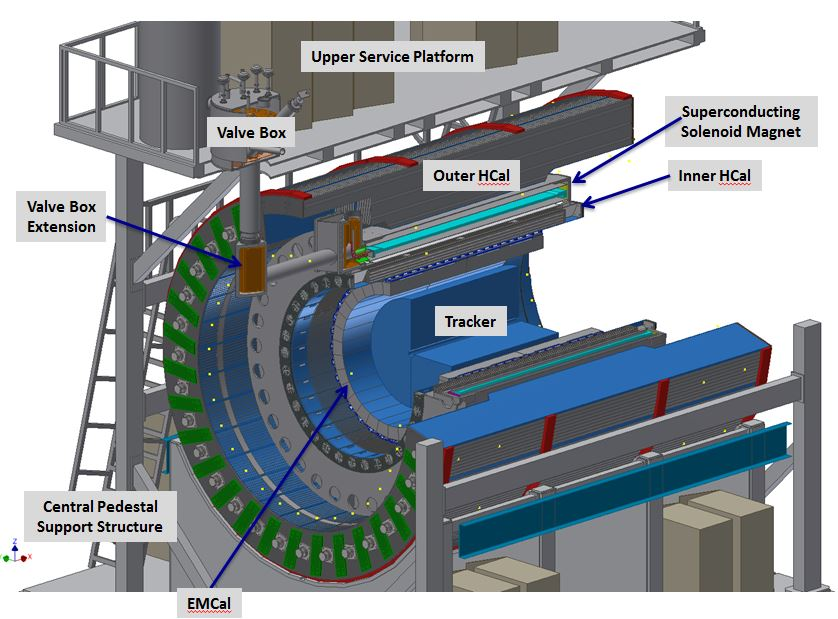 Upper Service Platform
Superconducting
Solenoid Magnet
Valve Box
Outer HCal
Inner HCal
Valve Box
Extension
Tracker
Central Pedestal
Support Structure
Z
X
EMCal